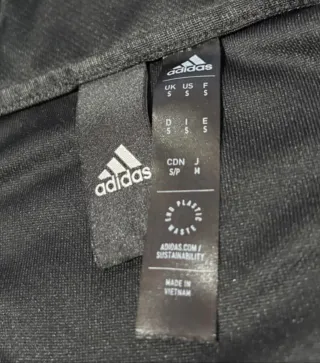 adidas
adidas
UK US F
S S S
D I E
S S S
CDN J
S/P M
END PLASTIC WASTE
ADIDAS.COM/
SUSTAINABILITY
MADE IN
VIETNAM